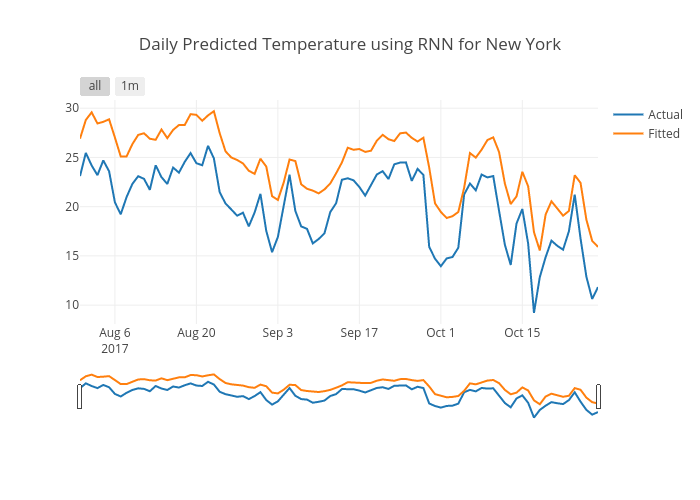 Daily Predicted Temperature using RNN for New York
all 1m
Actual
Fitted
30
25
20
15
10
Aug 6 Aug 20 Sep 3 Sep 17 Oct 1 Oct 15
2017